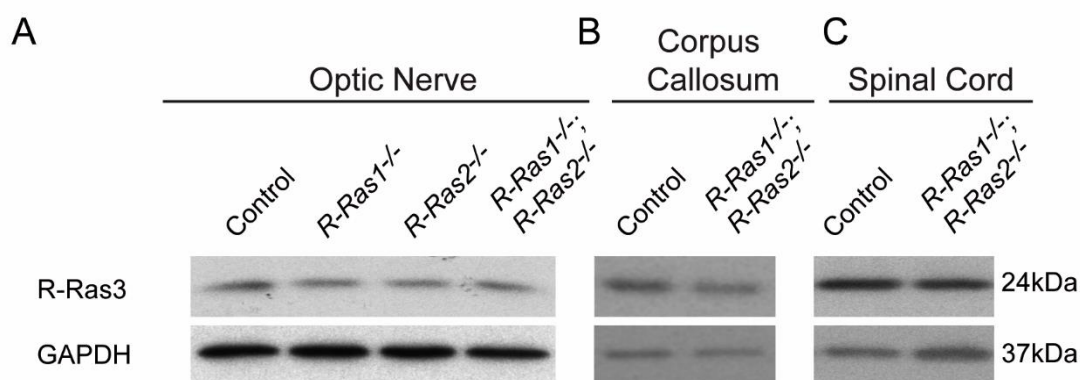 A
B
C
Optic Nerve
Corpus
Callosum
Spinal Cord
Control
R-Ras1-/-
R-Ras2-/-
R-Ras1-/-;
R-Ras2-/-
Control
R-Ras1-/-;
R-Ras2-/-
Control
R-Ras1-/-;
R-Ras2-/-
R-Ras3
24kDa
GAPDH
37kDa